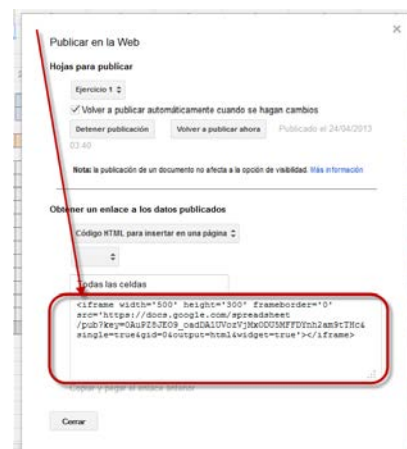 Publicar en la Web
Hojas para publicar
Ejercicio 1
Volver a publicar automáticamente cuando se hagan cambios
Detener publicación Volver a publicar ahora Publicado el 24/04/2013
03:40
Nota: la publicación de un documento no afecta a la opción de visibilidad. Más información
Obtener un enlace a los datos publicados
Código HTML para insertar en una página
Todas las celdas
<iframe width='500' height='300' frameborder='0'
src='https://docs.google.com/spreadsheet
single=true&gid=0&output=html&widget=true'></iframe>
Copiar y pegar el enlace anterior
Cerrar